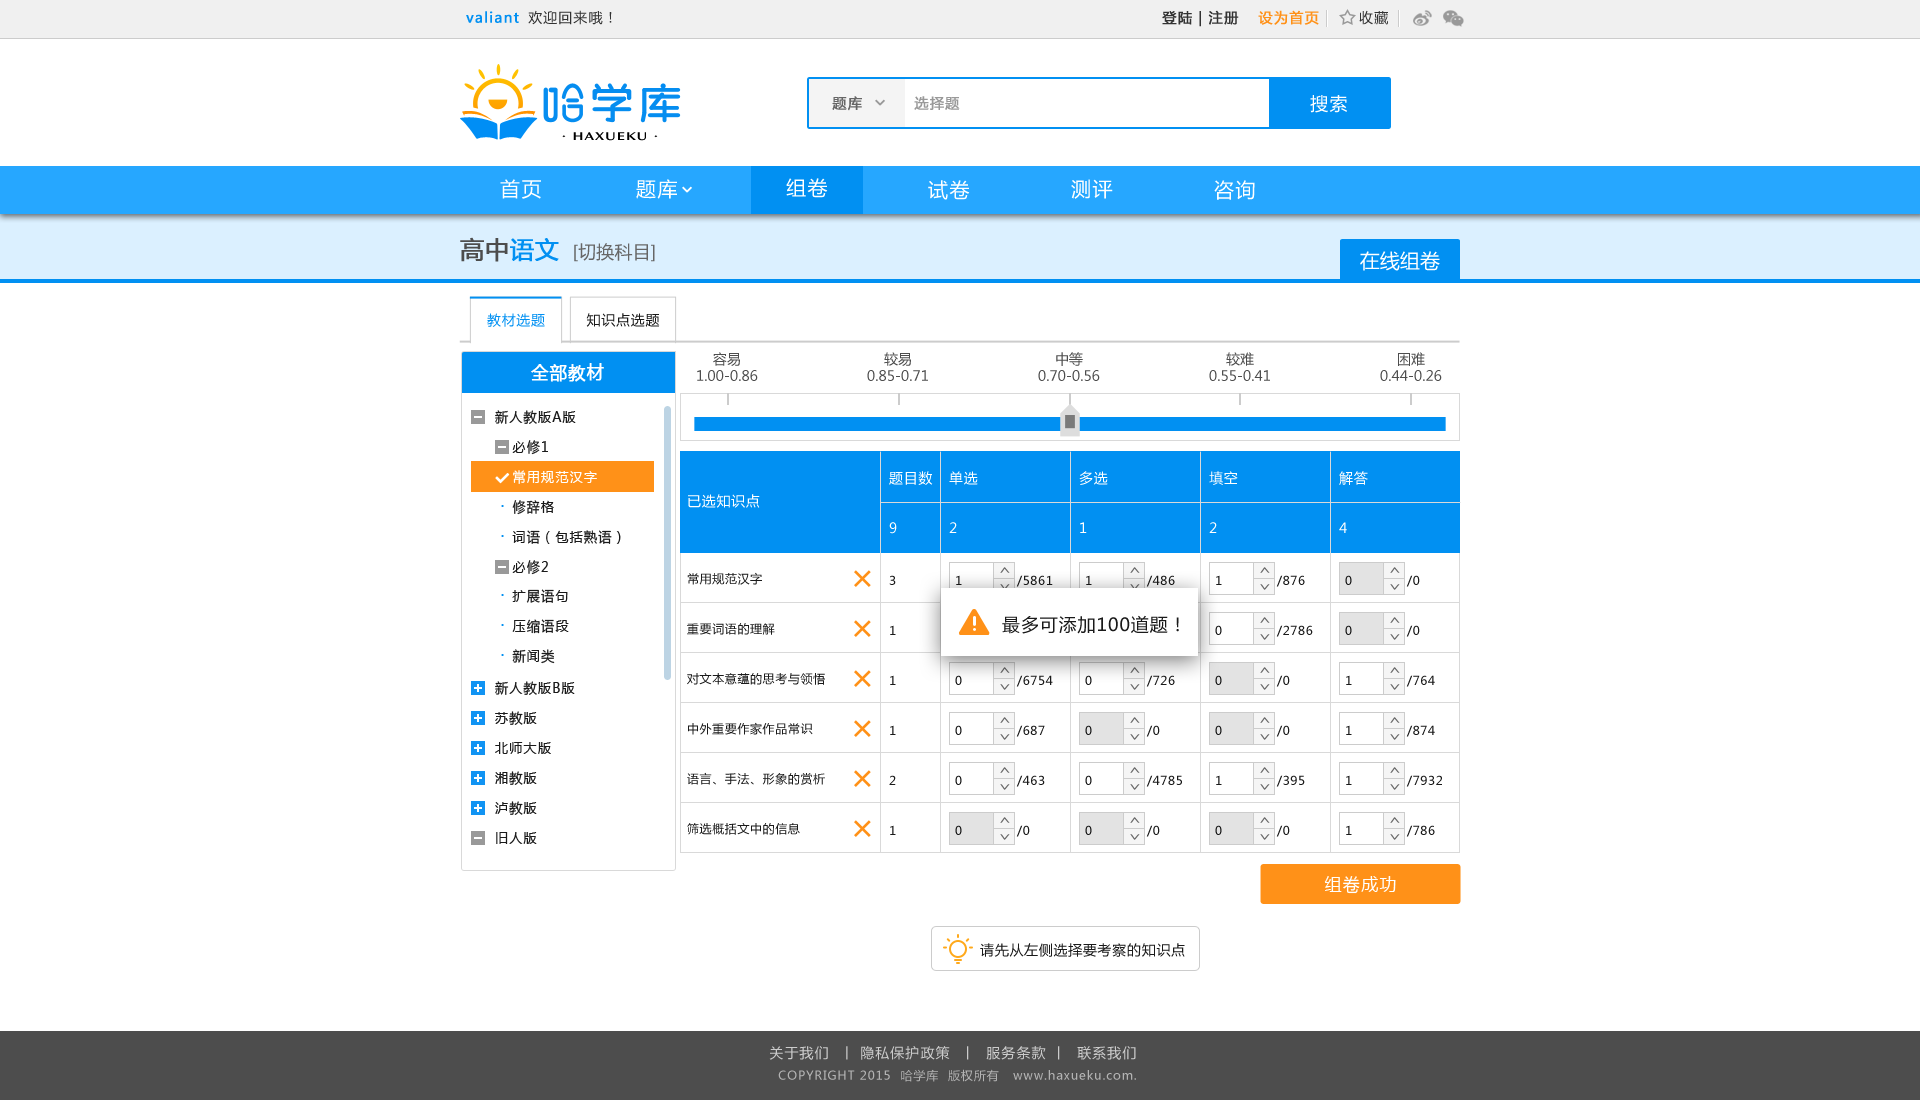 valiant 欢迎回来哦！
登陆 | 注册 设为首页 收藏
哈学库
· HAXUEKU ·
题库 选择题 搜索
首页 题库 组卷 试卷 测评 咨询
高中语文 [切换科目] 在线组卷
教材选题 知识点选题
全部教材
新人教版A版
必修1
常用规范汉字
· 修辞格
· 词语（包括熟语）
必修2
· 扩展语句
· 压缩语段
· 新闻类
新人教版B版
苏教版
北师大版
湘教版
泸教版
旧人版
容易 较易 中等 较难 困难
1.00-0.86 0.85-0.71 0.70-0.56 0.55-0.41 0.44-0.26
已选知识点 题目数 单选 多选 填空 解答
9 2 1 2 4
常用规范汉字 3 1 /5861 1 /486 1 /876 0 /0
重要词语的理解 1 0 /2786 0 /0
最多可添加100道题！
对文本意蕴的思考与领悟 1 0 /6754 0 /726 0 /0 1 /764
中外重要作家作品常识 1 0 /687 0 /0 0 /0 1 /874
语言、手法、形象的赏析 2 0 /463 0 /4785 1 /395 1 /7932
筛选概括文中的信息 1 0 /0 0 /0 0 /0 1 /786
组卷成功
请先从左侧选择要考察的知识点
关于我们 | 隐私保护政策 | 服务条款 | 联系我们
COPYRIGHT 2015 哈学库 版权所有 www.haxueku.com.